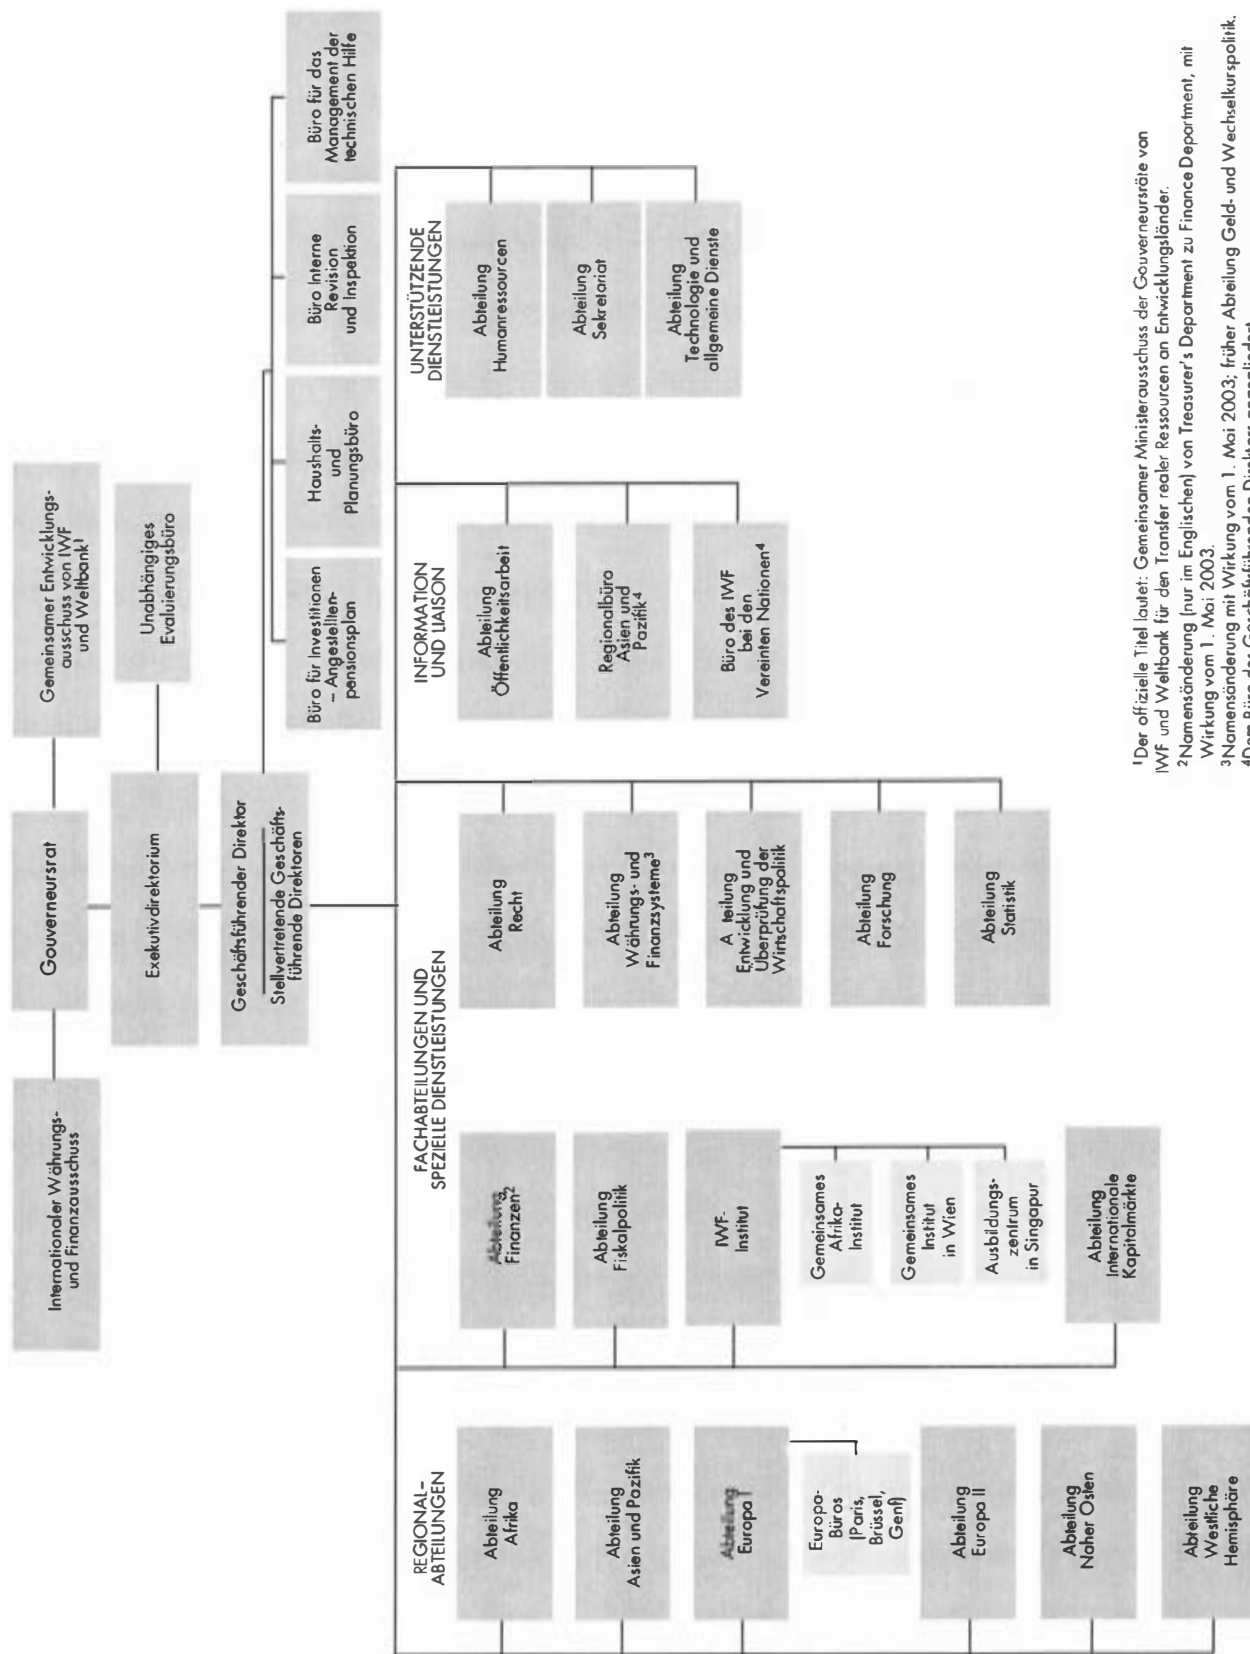 Internationaler Währungs-
und Finanzausschuss
Gouverneursrat
Gemeinsamer Entwicklungs-
ausschuss von IWF
und Weltbank¹
Exekutivdirektorium
Unabhängiges
Evaluierungsbüro
Geschäftsführender Direktor
Stellvertretende Geschäfts-
führende Direktoren
Büro für Investitionen
– Angestellten-
pensionsplan
Haushalts-
und
Planungsbüro
Büro Interne
Revision
und Inspektion
Büro für das
Management der
technischen Hilfe
REGIONAL-
ABTEILUNGEN
Abteilung
Afrika
Abteilung
Asien und Pazifik
Abteilung
Europa I
Europa-
Büros
(Paris,
Brüssel,
Genf)
Abteilung
Europa II
Abteilung
Naher Osten
Abteilung
Westliche
Hemisphäre
FACHABTEILUNGEN UND
SPEZIELLE DIENSTLEISTUNGEN
Abteilung
Finanzen²
Abteilung
Fiskalpolitik
IWF-
Institut
Gemeinsames
Afrika-
Institut
Gemeinsames
Institut
in Wien
Ausbildungs-
zentrum
in Singapur
Abteilung
Internationale
Kapitalmärkte
Abteilung
Recht
Abteilung
Währungs- und
Finanzsysteme³
A teilung
Entwicklung und
Überprüfung der
Wirtschaftspolitik
Abteilung
Forschung
Abteilung
Statistik
INFORMATION
UND LIAISON
Abteilung
Öffentlichkeitsarbeit
Regionalbüro
Asien und
Pazifik⁴
Büro des IWF
bei den
Vereinten Nationen⁴
UNTERSTÜTZENDE
DIENSTLEISTUNGEN
Abteilung
Humanressourcen
Abteilung
Sekretariat
Abteilung
Technologie und
allgemeine Dienste
¹Der offizielle Titel lautet: Gemeinsamer Ministerausschuss der Gouverneursräte von
IWF und Weltbank für den Transfer realer Ressourcen an Entwicklungsländer.
²Namensänderung (nur im Englischen) von Treasurer's Department zu Finance Department, mit
Wirkung vom 1. Mai 2003.
³Namensänderung mit Wirkung vom 1. Mai 2003; früher Abteilung Geld- und Wechselkurspolitik.
⁴Dem Büro des Geschäftsführenden Direktors angegliedert.